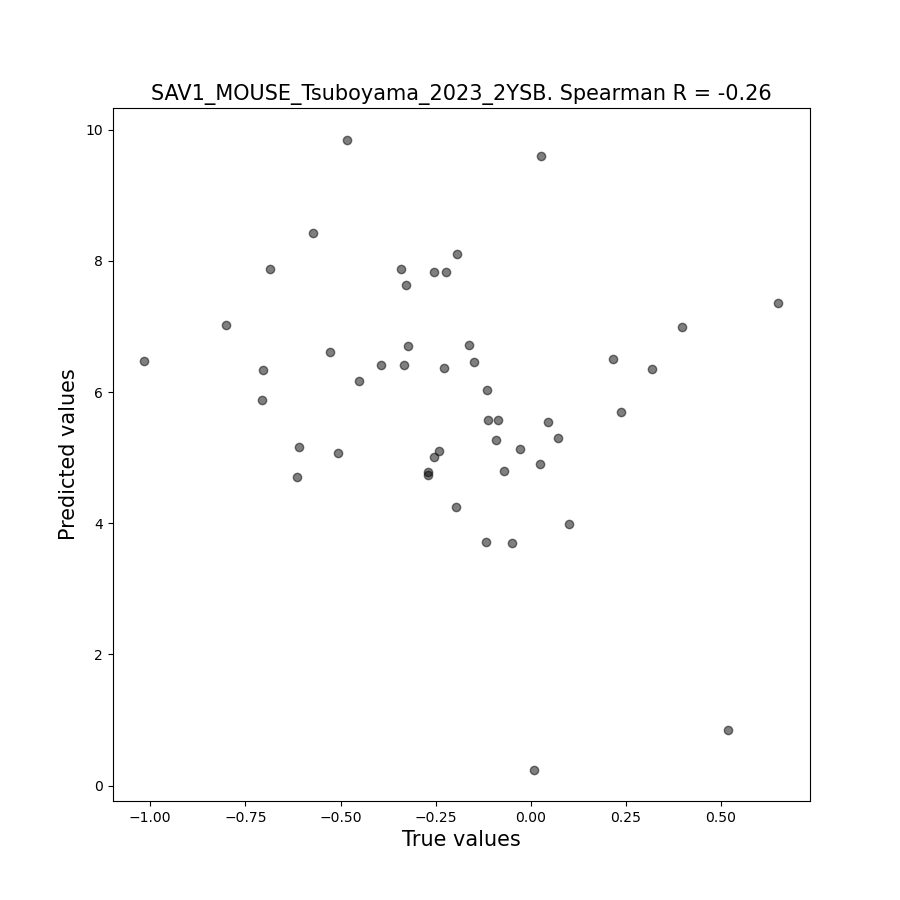 SAV1_MOUSE_Tsuboyama_2023_2YSB. Spearman R = -0.26
10
8
6
4
2
0
Predicted values
−1.00 −0.75 −0.50 −0.25 0.00 0.25 0.50
True values